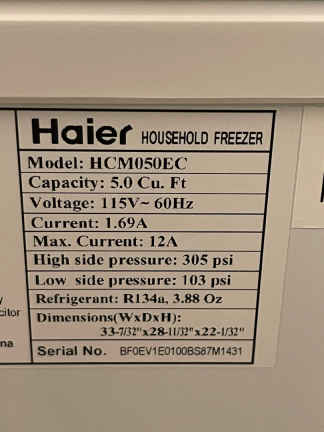 Haier HOUSEHOLD FREEZER
Model: HCM050EC
Capacity: 5.0 Cu. Ft
Voltage: 115V~ 60Hz
Current: 1.69A
Max. Current: 12A
High side pressure: 305 psi
Low side pressure: 103 psi
Refrigerant: R134a, 3.88 Oz
Dimensions(WxDxH):
33-7/32"x28-11/32"x22-1/32"
Serial No. BF0EV1E0100BS87M1431
y
citor
na